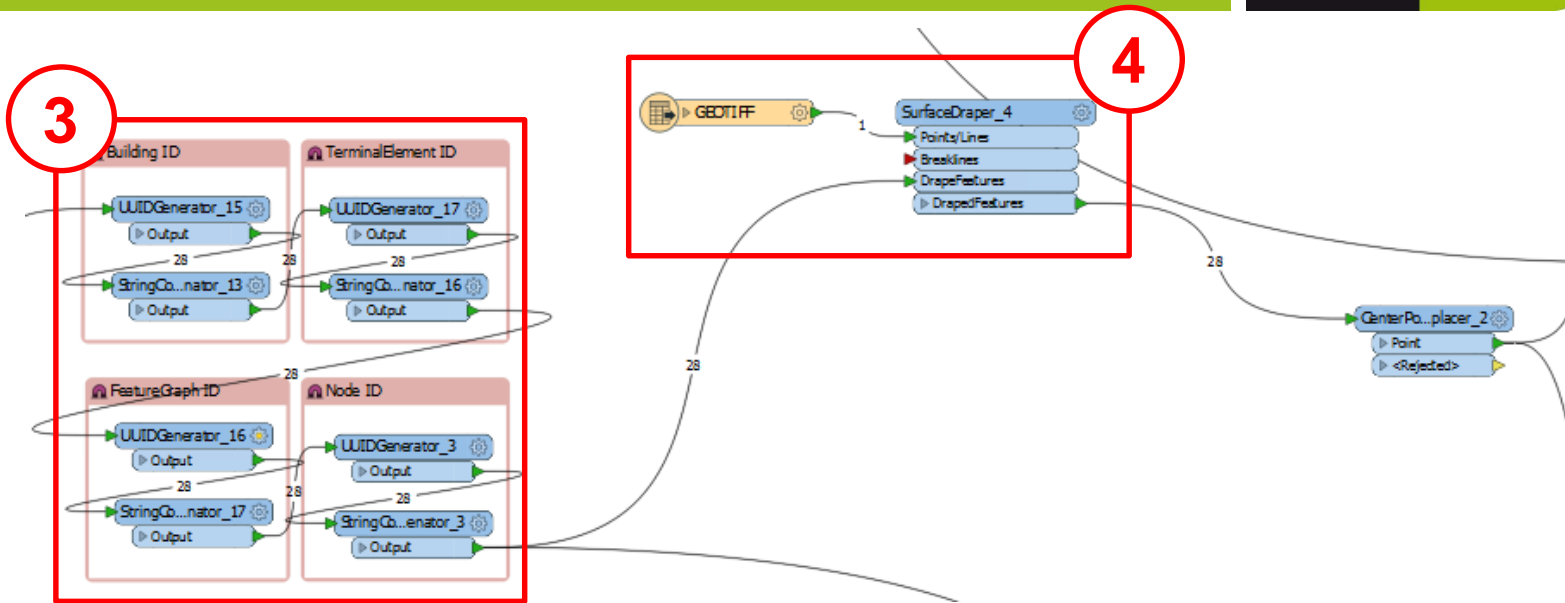 3
Building ID
UUIDGenerator_15
Output
28
StringCo...nator_13
Output
28
TerminalElement ID
UUIDGenerator_17
Output
28
StringCo...nator_16
Output
28
FeatureGraph ID
UUIDGenerator_16
Output
28
StringCo...nator_17
Output
28
Node ID
UUIDGenerator_3
Output
28
StringCo...enator_3
Output
28
4
GEOTIFF
1
SurfaceDraper_4
Points/Lines
Breaklines
DrapeFeatures
DrapedFeatures
28
CenterPo...placer_2
Point
<Rejected>